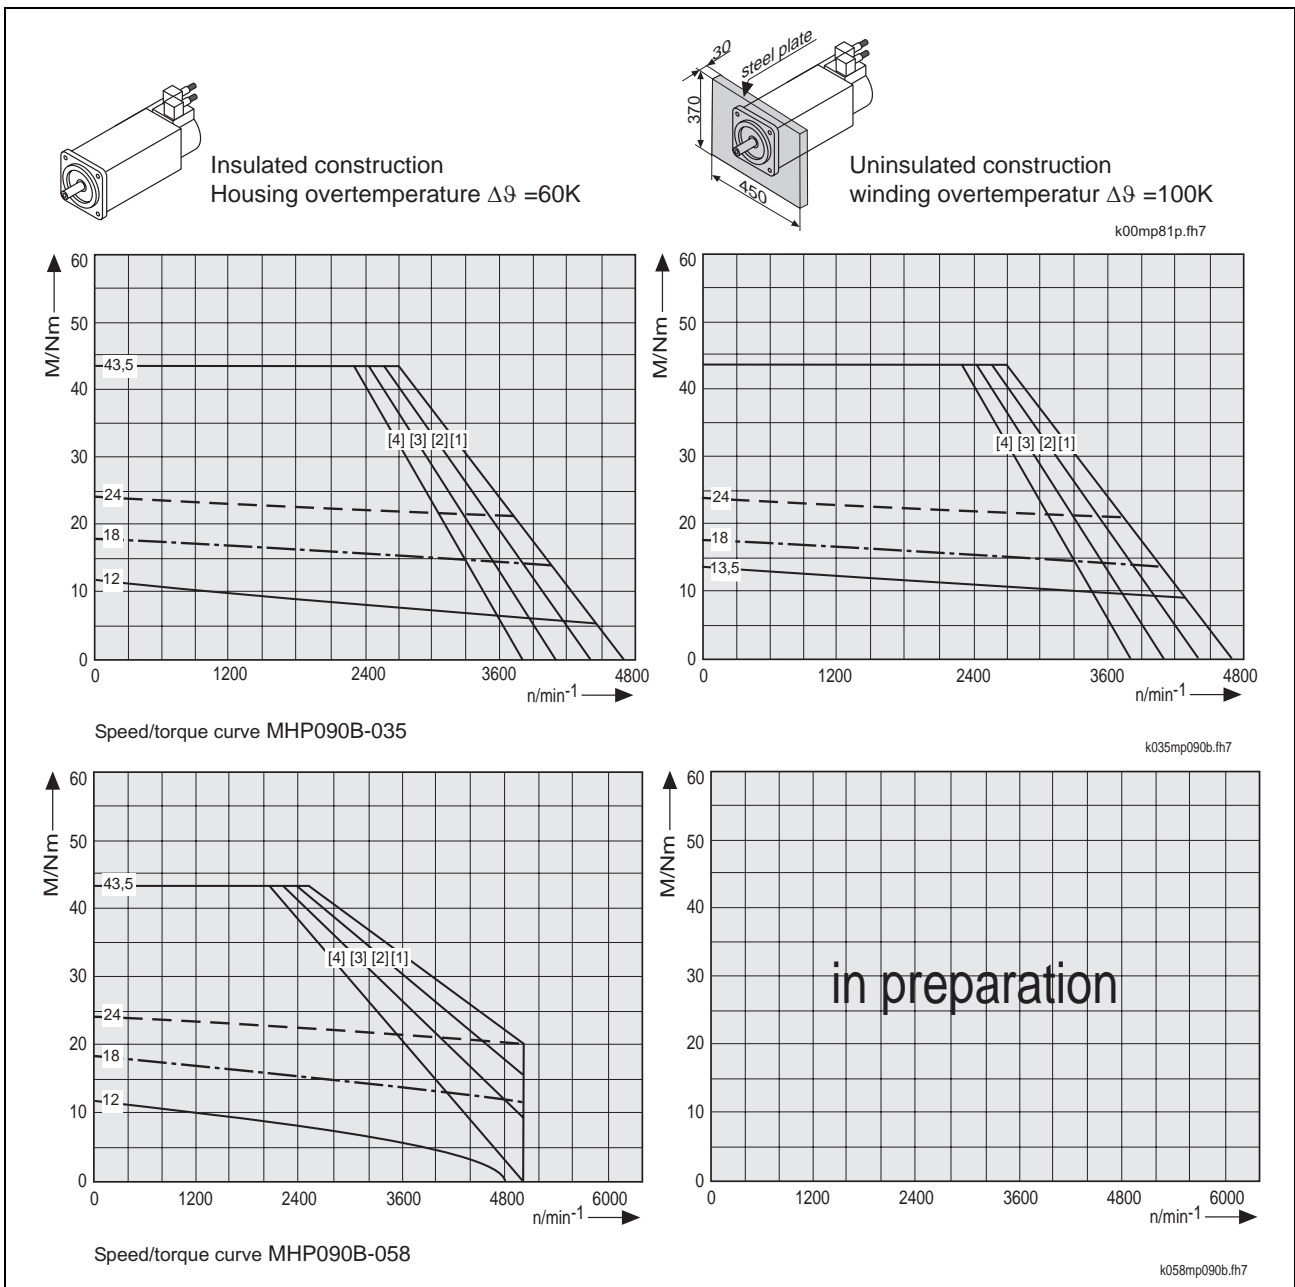 30
steel plate
370
450
Insulated construction
Housing overtemperature Δϑ =60K
Uninsulated construction
winding overtemperatur Δϑ =100K
k00mp81p.fh7
M/Nm
60
50
40
30
20
10
0
43,5
[4] [3] [2] [1]
24
18
12
0 1200 2400 3600 4800
n/min-1
M/Nm
60
50
40
30
20
10
0
[4] [3] [2] [1]
24
18
13,5
0 1200 2400 3600 4800
n/min-1
Speed/torque curve MHP090B-035
k035mp090b.fh7
M/Nm
60
50
40
30
20
10
0
43,5
[4] [3] [2] [1]
24
18
12
0 1200 2400 3600 4800 6000
n/min-1
M/Nm
60
50
40
30
20
10
0
in preparation
0 1200 2400 3600 4800 6000
n/min-1
Speed/torque curve MHP090B-058
k058mp090b.fh7